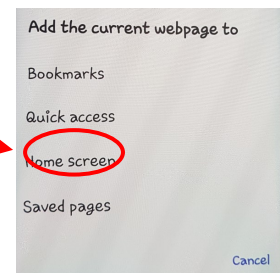 Add the current webpage to
Bookmarks
Quick access
Home screen
Saved pages
Cancel